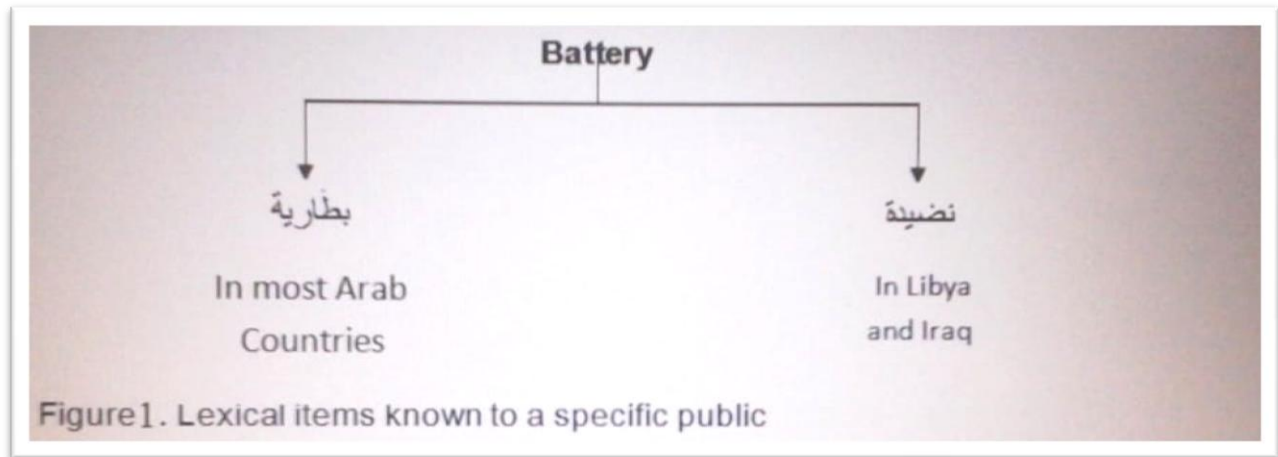 Battery
بطارية
نضيدة
In most Arab
Countries
In Libya
and Iraq
Figure1. Lexical items known to a specific public